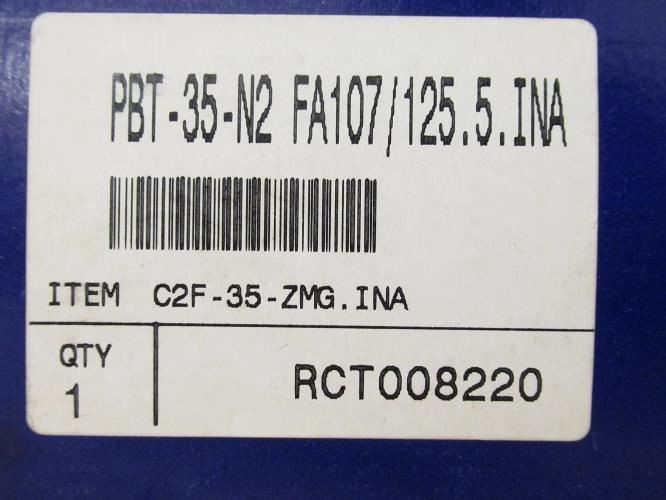 PBT-35-N2 FA107/125.5.INA
ITEM C2F-35-ZMG.INA
QTY
1
RCT008220